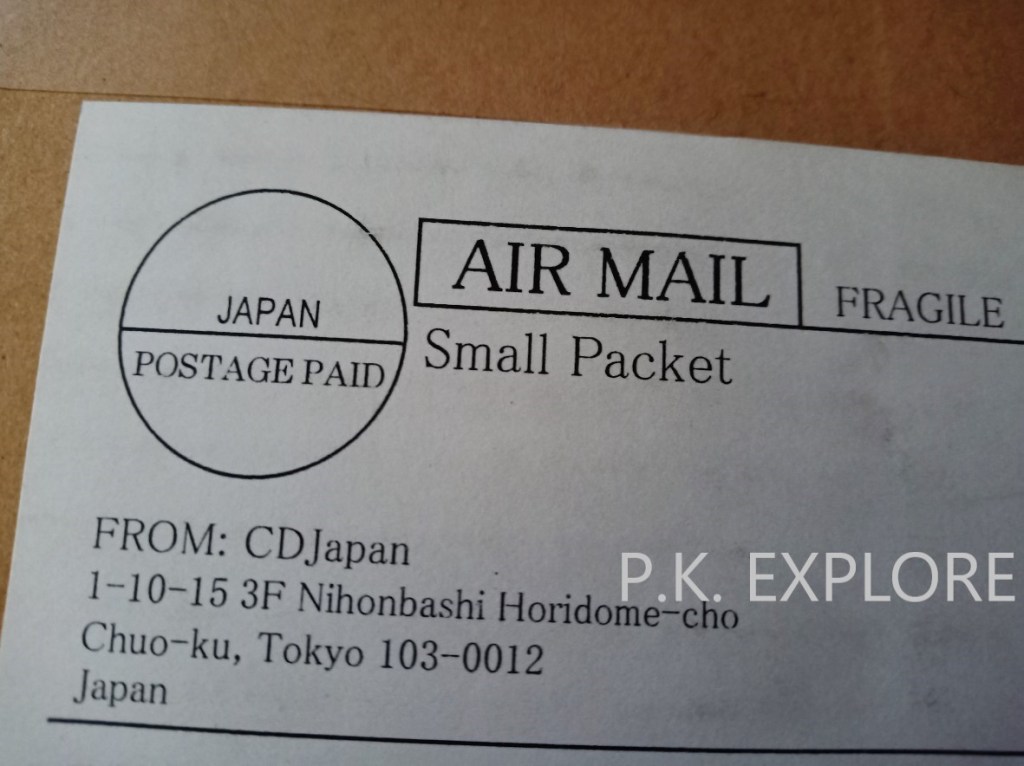 JAPAN
POSTAGE PAID
AIR MAIL
FRAGILE
Small Packet
FROM: CDJapan
1-10-15 3F Nihonbashi Horidome-cho
Chuo-ku, Tokyo 103-0012
Japan
P.K. EXPLORE